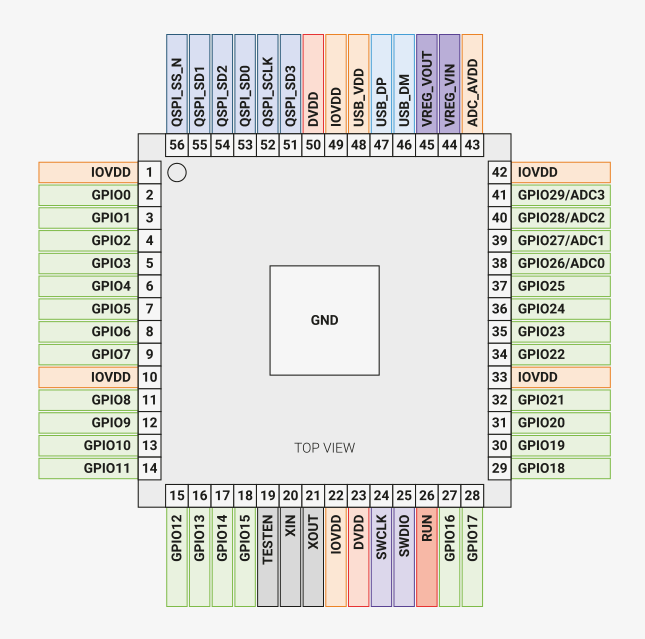 QSPI_SS_N
QSPI_SD1
QSPI_SD2
QSPI_SD0
QSPI_SCLK
QSPI_SD3
DVDD
IOVDD
USB_VDD
USB_DP
USB_DM
VREG_VOUT
VREG_VIN
ADC_AVDD
56 55 54 53 52 51 50 49 48 47 46 45 44 43
IOVDD 1 42 IOVDD
GPIO0 2 41 GPIO29/ADC3
GPIO1 3 40 GPIO28/ADC2
GPIO2 4 39 GPIO27/ADC1
GPIO3 5 38 GPIO26/ADC0
GPIO4 6 37 GPIO25
GPIO5 7 36 GPIO24
GPIO6 8 35 GPIO23
GPIO7 9 34 GPIO22
GND
IOVDD 10 33 IOVDD
GPIO8 11 32 GPIO21
GPIO9 12 31 GPIO20
GPIO10 13 30 GPIO19
TOP VIEW
GPIO11 14 29 GPIO18
15 16 17 18 19 20 21 22 23 24 25 26 27 28
GPIO12
GPIO13
GPIO14
GPIO15
TESTEN
XIN
XOUT
IOVDD
DVDD
SWCLK
SWDIO
RUN
GPIO16
GPIO17